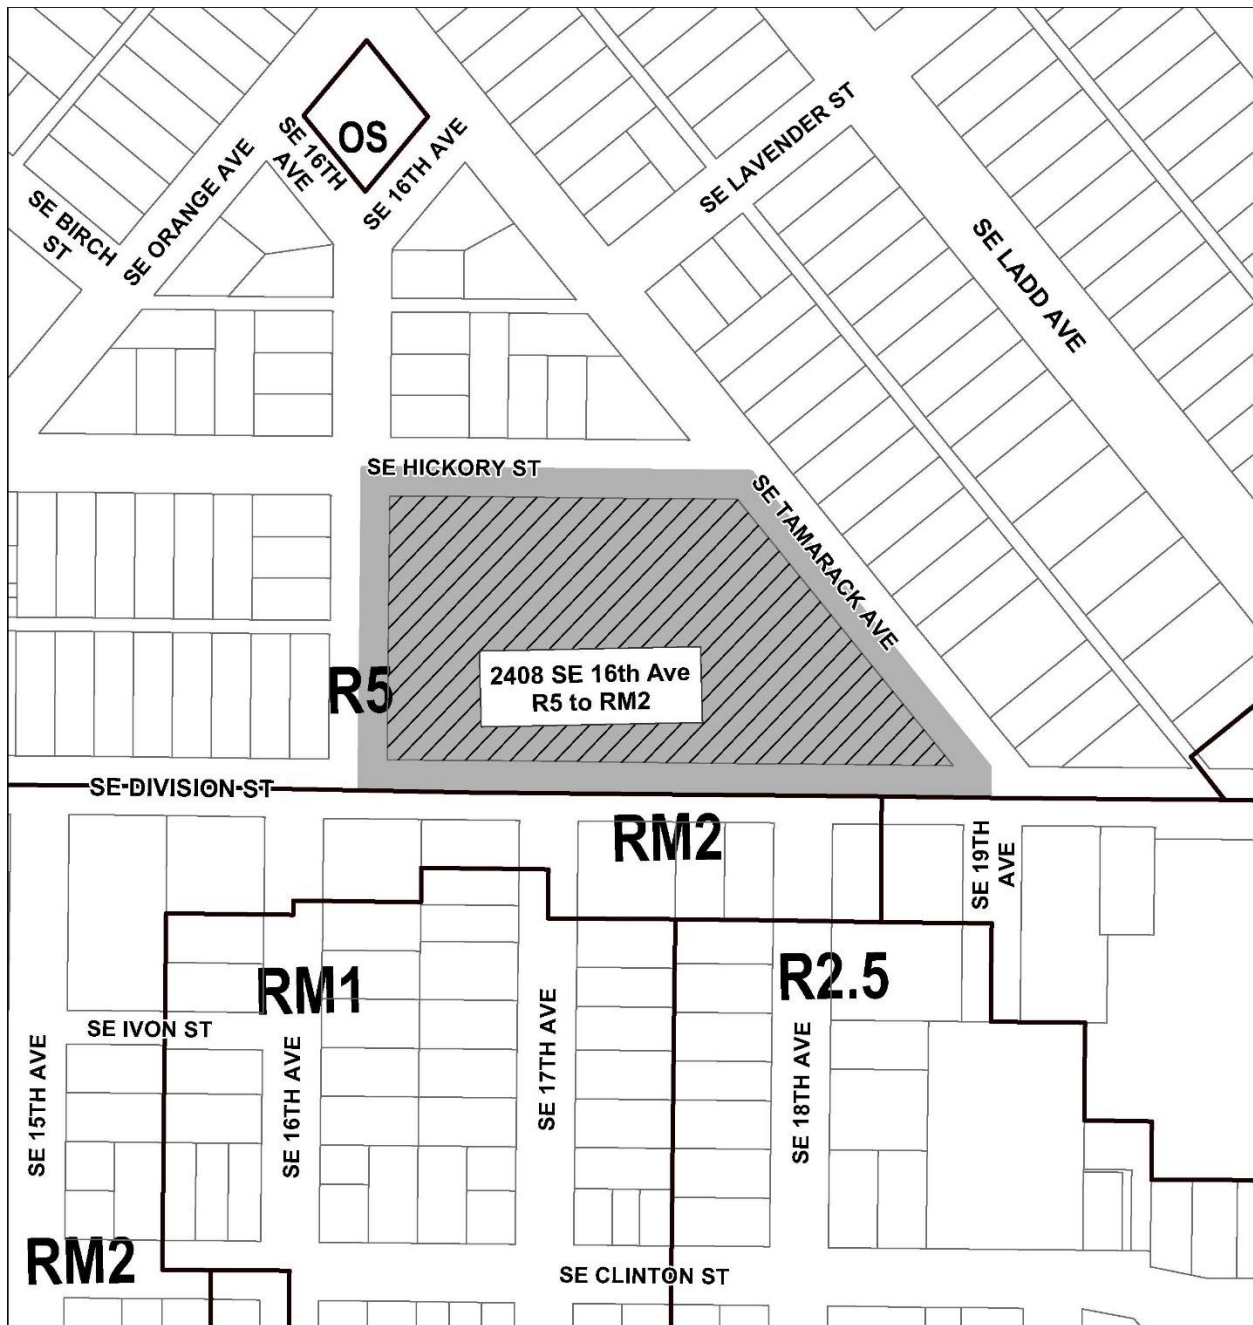 OS
SE 16TH
AVE
SE 16TH AVE
SE LAVENDER ST
SE ORANGE AVE
SE BIRCH
ST
SE LADD AVE
SE HICKORY ST
SE TAMARACK AVE
R5
2408 SE 16th Ave
R5 to RM2
SE DIVISION ST
RM2
SE 19TH
AVE
RM1
R2.5
SE IVON ST
SE 15TH AVE
SE 16TH AVE
SE 17TH AVE
SE 18TH AVE
RM2
SE CLINTON ST